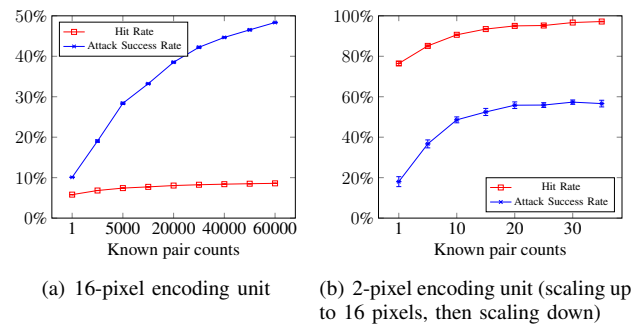 50%
40%
30%
20%
10%
0%
Hit Rate
Attack Success Rate
1 5000 20000 40000 60000
Known pair counts
(a) 16-pixel encoding unit
100%
80%
60%
40%
20%
0%
Hit Rate
Attack Success Rate
1 10 20 30
Known pair counts
(b) 2-pixel encoding unit (scaling up
to 16 pixels, then scaling down)